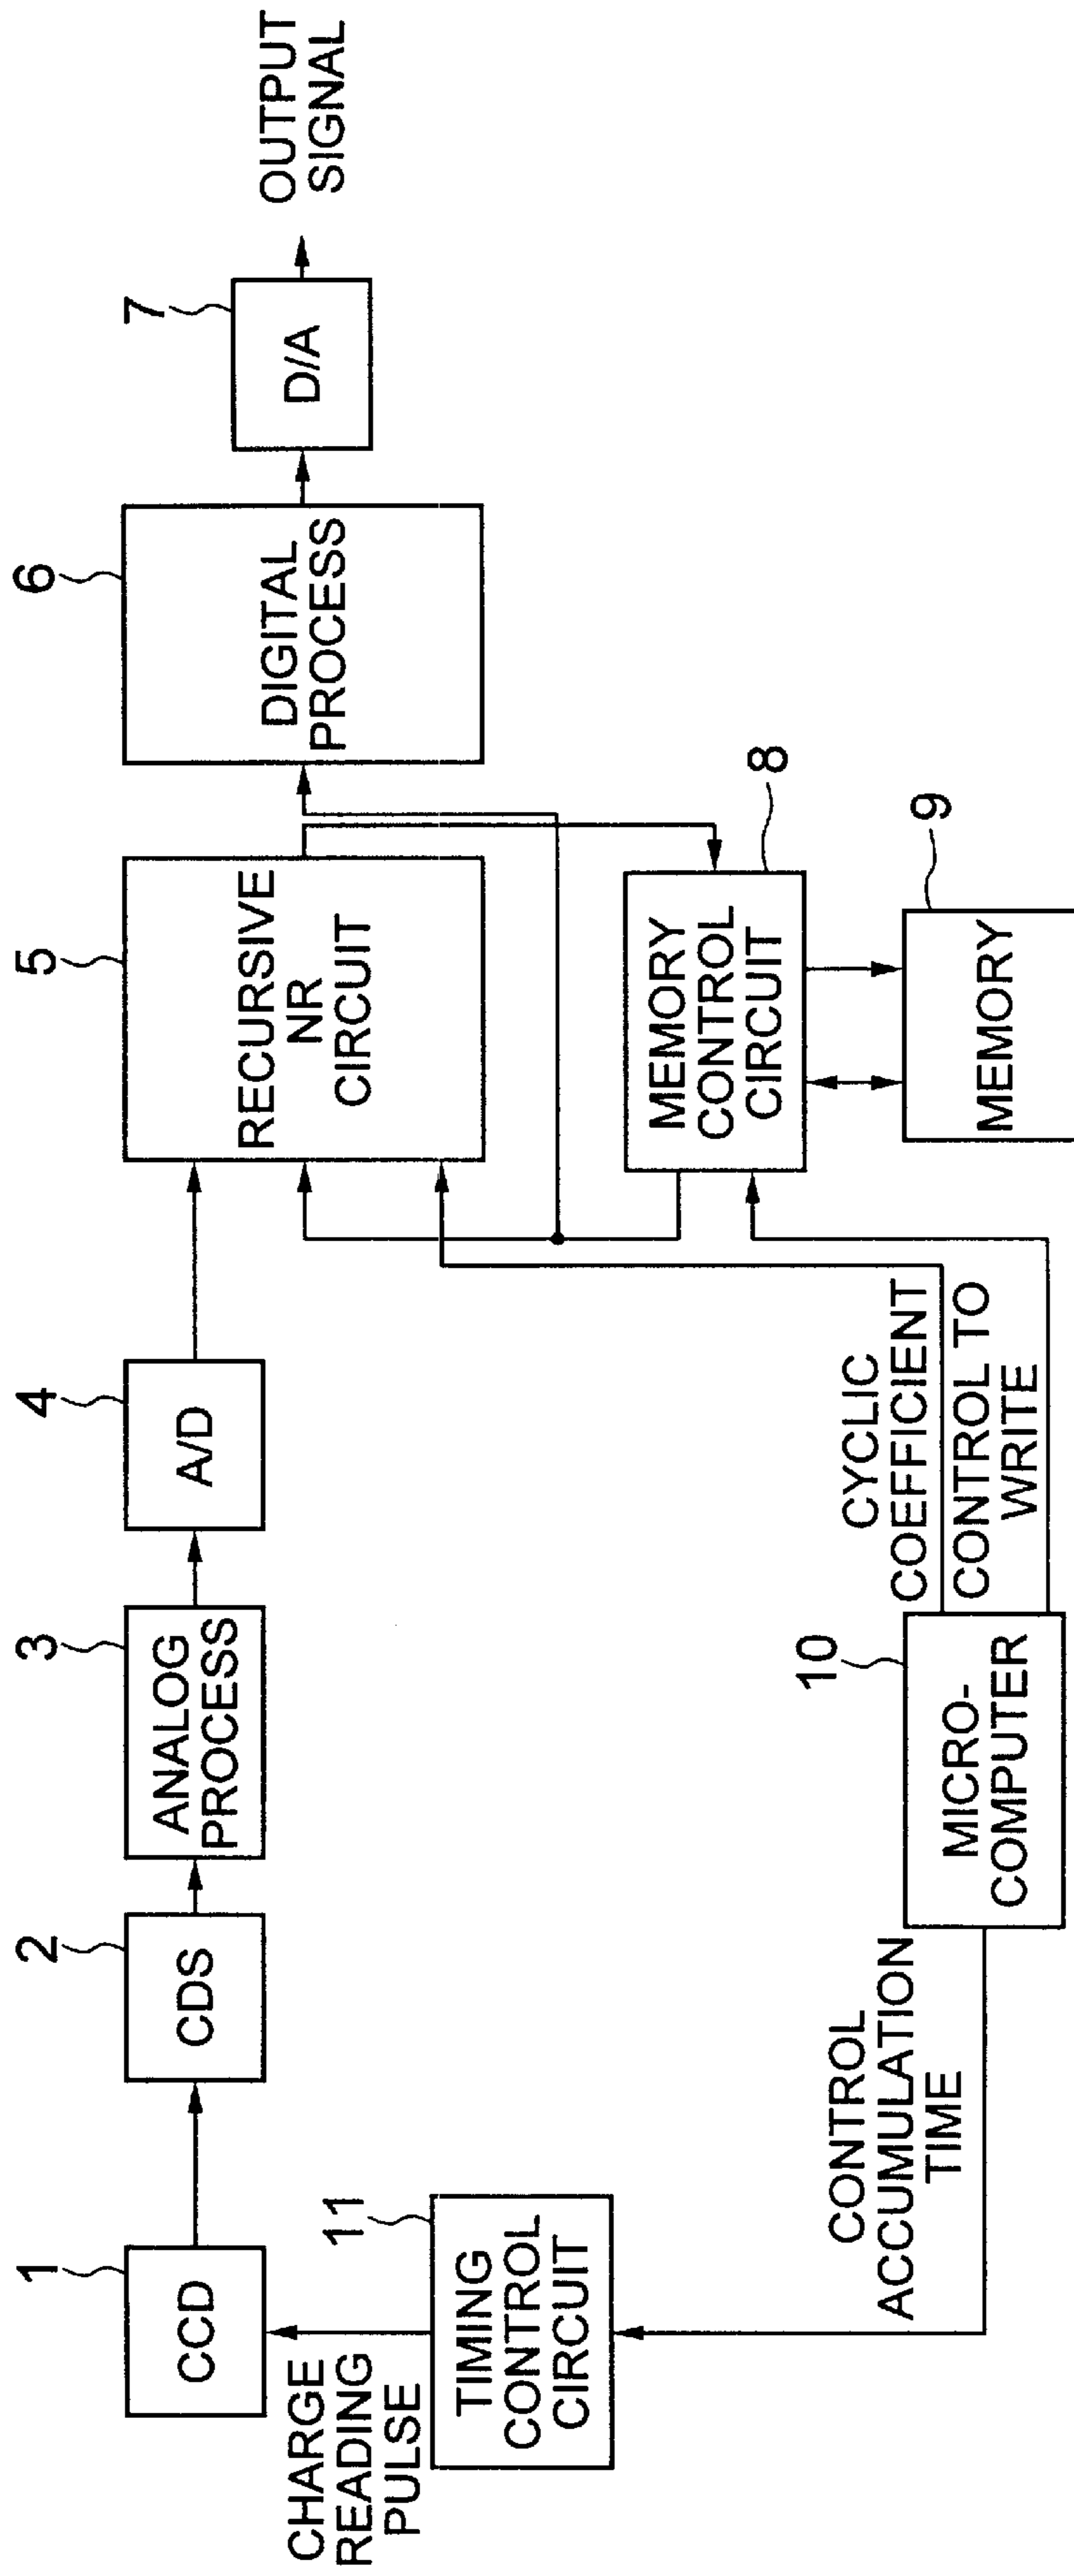 1
CCD
2
CDS
3
ANALOG
PROCESS
4
A/D
5
RECURSIVE
NR
CIRCUIT
6
DIGITAL
PROCESS
7
D/A
OUTPUT
SIGNAL
CHARGE
READING
PULSE
11
TIMING
CONTROL
CIRCUIT
8
MEMORY
CONTROL
CIRCUIT
9
MEMORY
CONTROL
ACCUMULATION
TIME
10
MICRO-
COMPUTER
CYCLIC
COEFFICIENT
CONTROL TO
WRITE